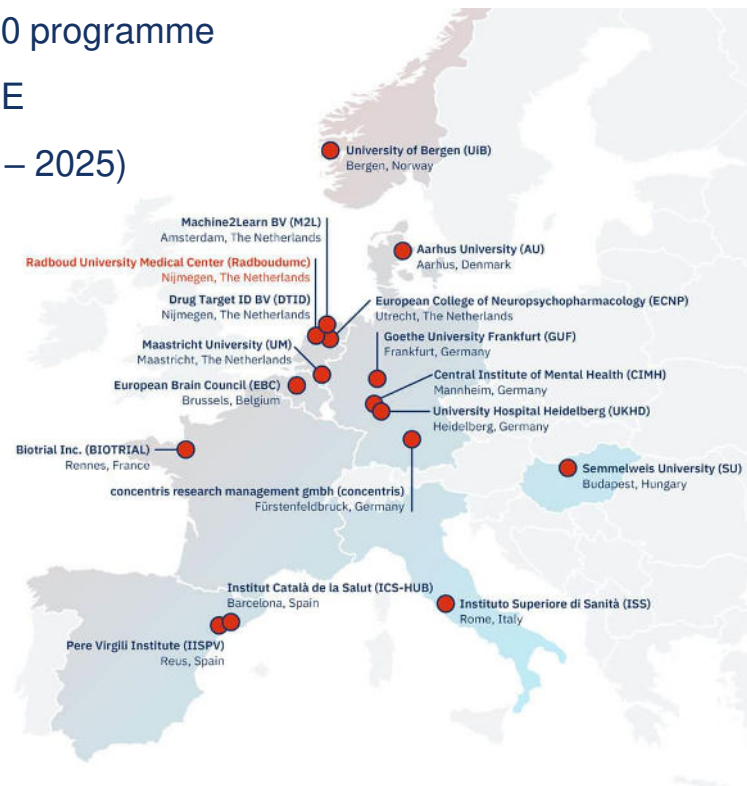 0 programme
E
– 2025)
University of Bergen (UiB)
Bergen, Norway
Machine2Learn BV (M2L)
Amsterdam, The Netherlands
Aarhus University (AU)
Aarhus, Denmark
Radboud University Medical Center (Radboudumc)
Nijmegen, The Netherlands
Drug Target ID BV (DTID)
Nijmegen, The Netherlands
European College of Neuropsychopharmacology (ECNP)
Utrecht, The Netherlands
Goethe University Frankfurt (GUF)
Frankfurt, Germany
Maastricht University (UM)
Maastricht, The Netherlands
Central Institute of Mental Health (CIMH)
Mannheim, Germany
European Brain Council (EBC)
Brussels, Belgium
University Hospital Heidelberg (UKHD)
Heidelberg, Germany
Biotrial Inc. (BIOTRIAL)
Rennes, France
Semmelweis University (SU)
Budapest, Hungary
concentris research management gmbh (concentris)
Fürstenfeldbruck, Germany
Institut Català de la Salut (ICS-HUB)
Barcelona, Spain
Instituto Superiore di Sanità (ISS)
Rome, Italy
Pere Virgili Institute (IISPV)
Reus, Spain